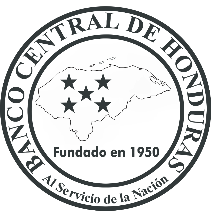 BANCO CENTRAL DE HONDURAS
Fundado en 1950
Al Servicio de la Nación